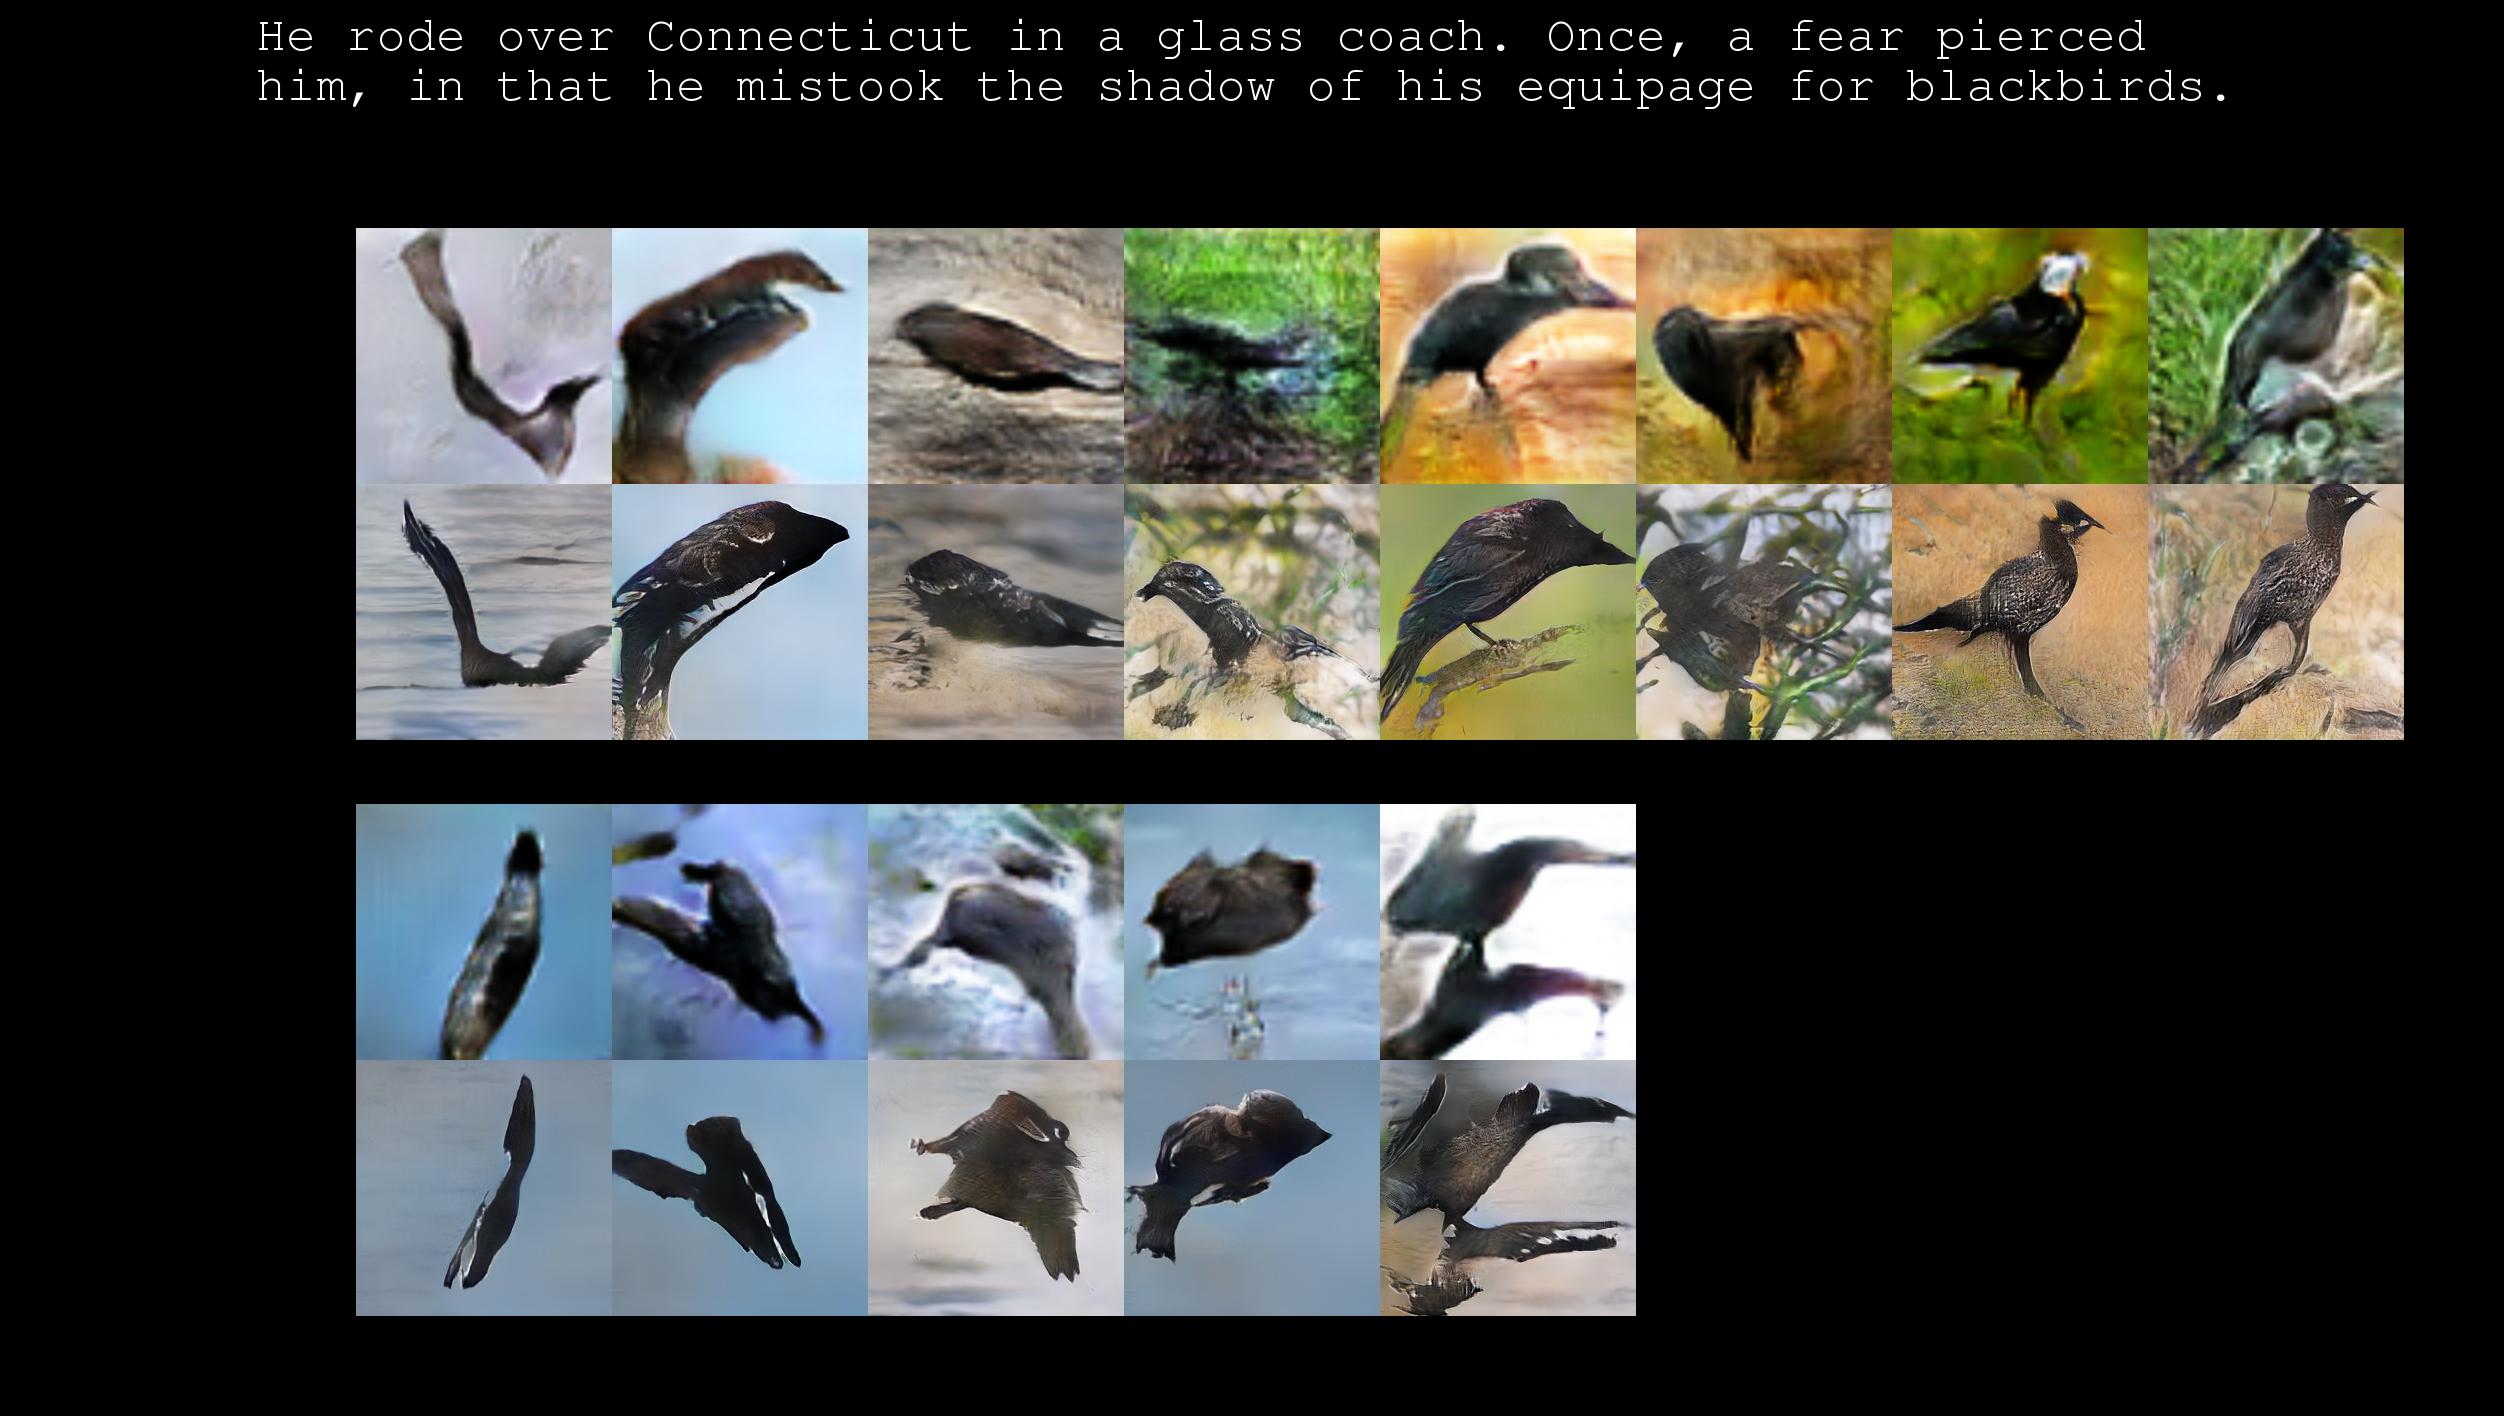 He rode over Connecticut in a glass coach. Once, a fear pierced
him, in that he mistook the shadow of his equipage for blackbirds.